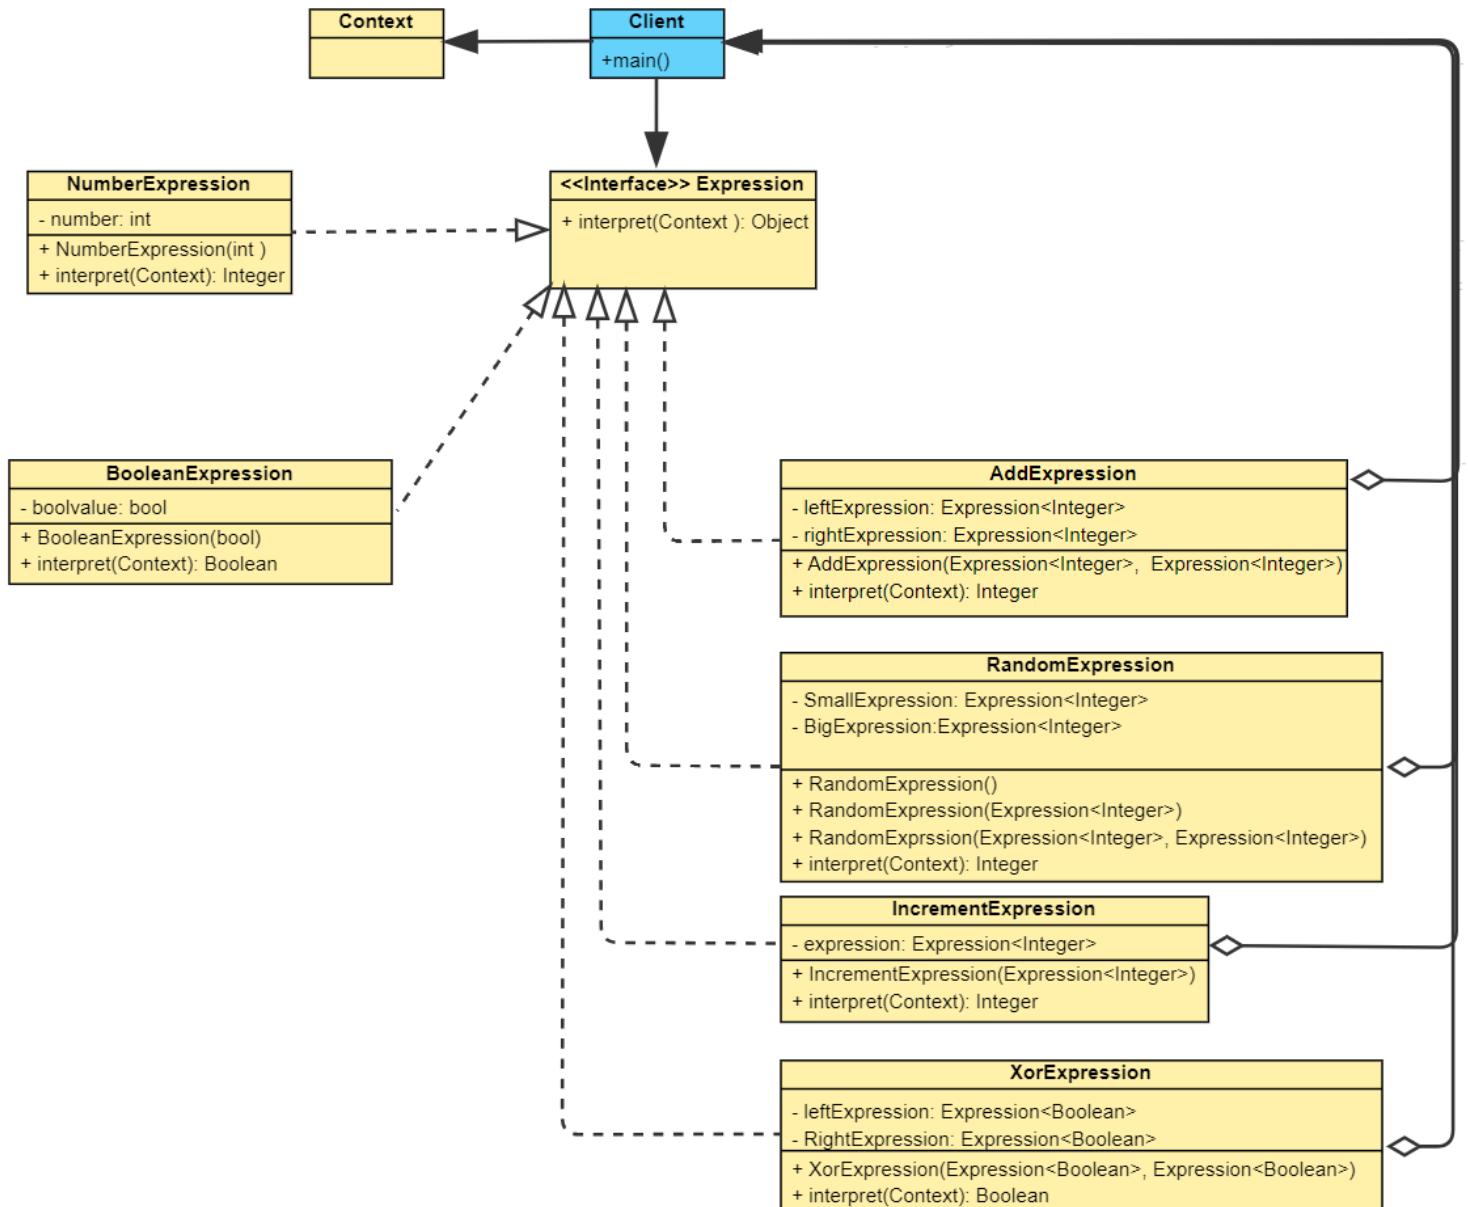 Context
Client
+main()
NumberExpression
- number: int
+ NumberExpression(int )
+ interpret(Context): Integer
<<Interface>> Expression
+ interpret(Context ): Object
BooleanExpression
- boolvalue: bool
+ BooleanExpression(bool)
+ interpret(Context): Boolean
AddExpression
- leftExpression: Expression<Integer>
- rightExpression: Expression<Integer>
+ AddExpression(Expression<Integer>, Expression<Integer>)
+ interpret(Context): Integer
RandomExpression
- SmallExpression: Expression<Integer>
- BigExpression:Expression<Integer>
+ RandomExpression()
+ RandomExpression(Expression<Integer>)
+ RandomExprssion(Expression<Integer>, Expression<Integer>)
+ interpret(Context): Integer
IncrementExpression
- expression: Expression<Integer>
+ IncrementExpression(Expression<Integer>)
+ interpret(Context): Integer
XorExpression
- leftExpression: Expression<Boolean>
- RightExpression: Expression<Boolean>
+ XorExpression(Expression<Boolean>, Expression<Boolean>)
+ interpret(Context): Boolean